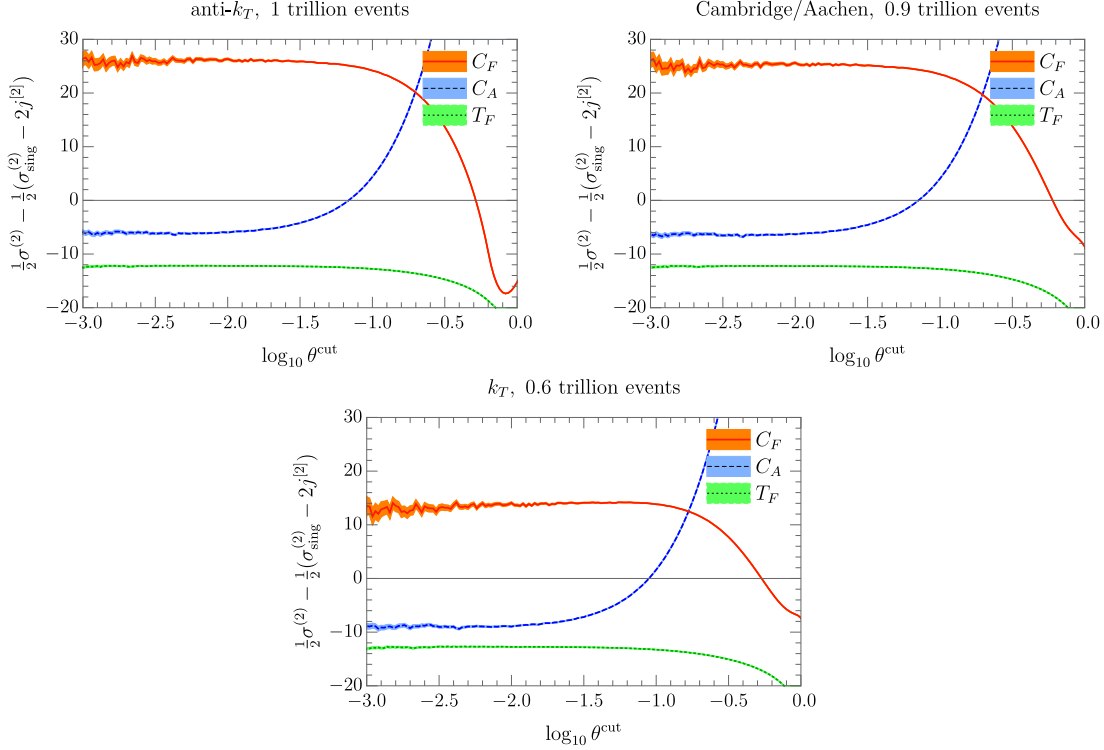 anti-$k_T$, 1 trillion events
$\frac{1}{2}\sigma^{(2)} - \frac{1}{2}(\sigma^{(2)}_{\mathrm{sing}} - 2j^{[2]})$
30
20
10
0
−10
−20
−3.0 −2.5 −2.0 −1.5 −1.0 −0.5 0.0
$\log_{10} \theta^{\mathrm{cut}}$
$C_F$
$C_A$
$T_F$
Cambridge/Aachen, 0.9 trillion events
$\frac{1}{2}\sigma^{(2)} - \frac{1}{2}(\sigma^{(2)}_{\mathrm{sing}} - 2j^{[2]})$
30
20
10
0
−10
−20
−3.0 −2.5 −2.0 −1.5 −1.0 −0.5 0.0
$\log_{10} \theta^{\mathrm{cut}}$
$C_F$
$C_A$
$T_F$
$k_T$, 0.6 trillion events
$\frac{1}{2}\sigma^{(2)} - \frac{1}{2}(\sigma^{(2)}_{\mathrm{sing}} - 2j^{[2]})$
30
20
10
0
−10
−20
−3.0 −2.5 −2.0 −1.5 −1.0 −0.5 0.0
$\log_{10} \theta^{\mathrm{cut}}$
$C_F$
$C_A$
$T_F$